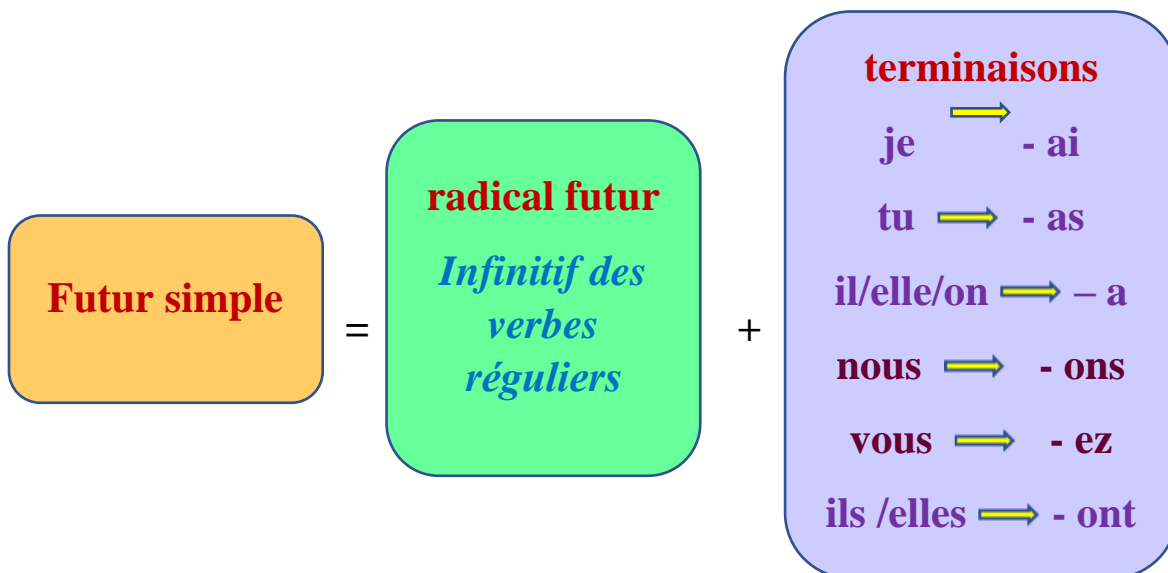 Futur simple
=
radical futur
Infinitif des
verbes
réguliers
+
terminaisons
je - ai
tu - as
il/elle/on – a
nous - ons
vous - ez
ils /elles - ont